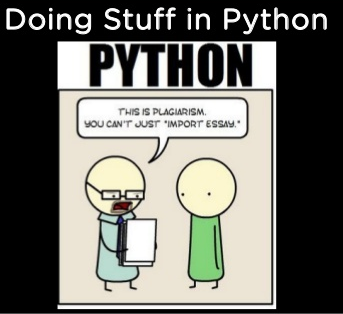 Doing Stuff in Python
PYTHON
THIS IS PLAGIARISM.
YOU CAN'T JUST "IMPORT ESSAY."